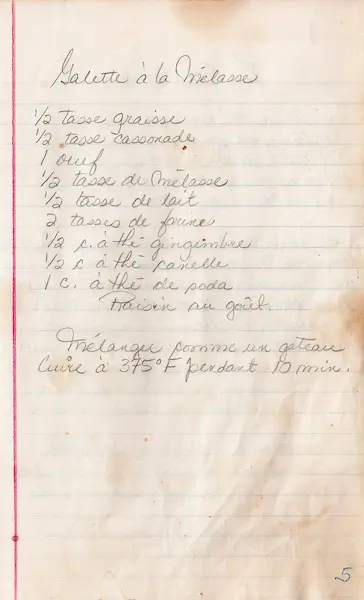 Galette à la Mélasse
1/2 tasse graisse
1/2 tasse cassonade
1 oeuf
1/2 tasse de Mélasse
1/2 tasse de lait
2 tasses de farine
1/2 c. à thé gingembre
1/2 c à thé canelle
1 c. à thé de soda
Raisin au goût.
Mélanger comme un gâteau
Cuire à 375° F pendant 10 min.
5